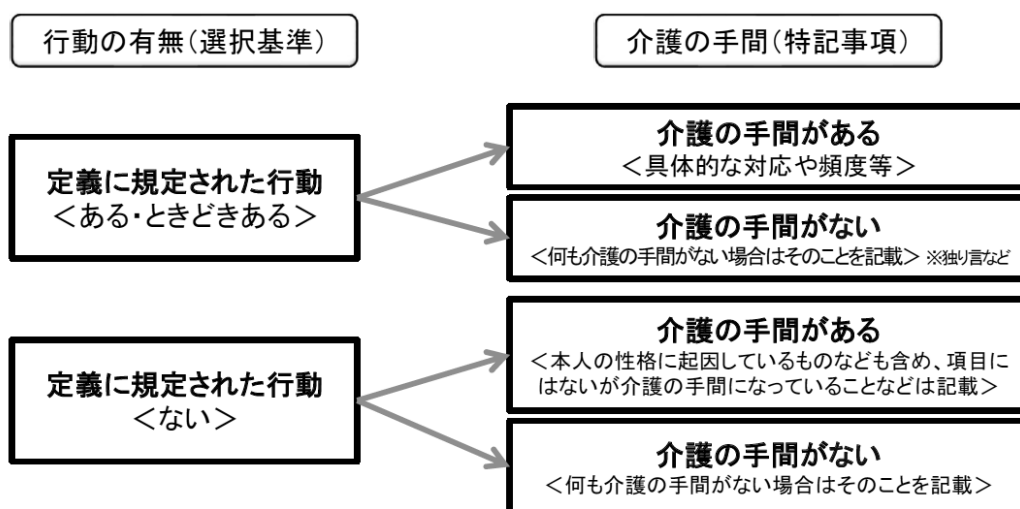 行動の有無(選択基準)
介護の手間(特記事項)
定義に規定された行動
＜ある・ときどきある＞
介護の手間がある
＜具体的な対応や頻度等＞
介護の手間がない
＜何も介護の手間がない場合はそのことを記載＞ ※独り言など
定義に規定された行動
＜ない＞
介護の手間がある
＜本人の性格に起因しているものなども含め、項目に
はないが介護の手間になっていることなどは記載＞
介護の手間がない
＜何も介護の手間がない場合はそのことを記載＞